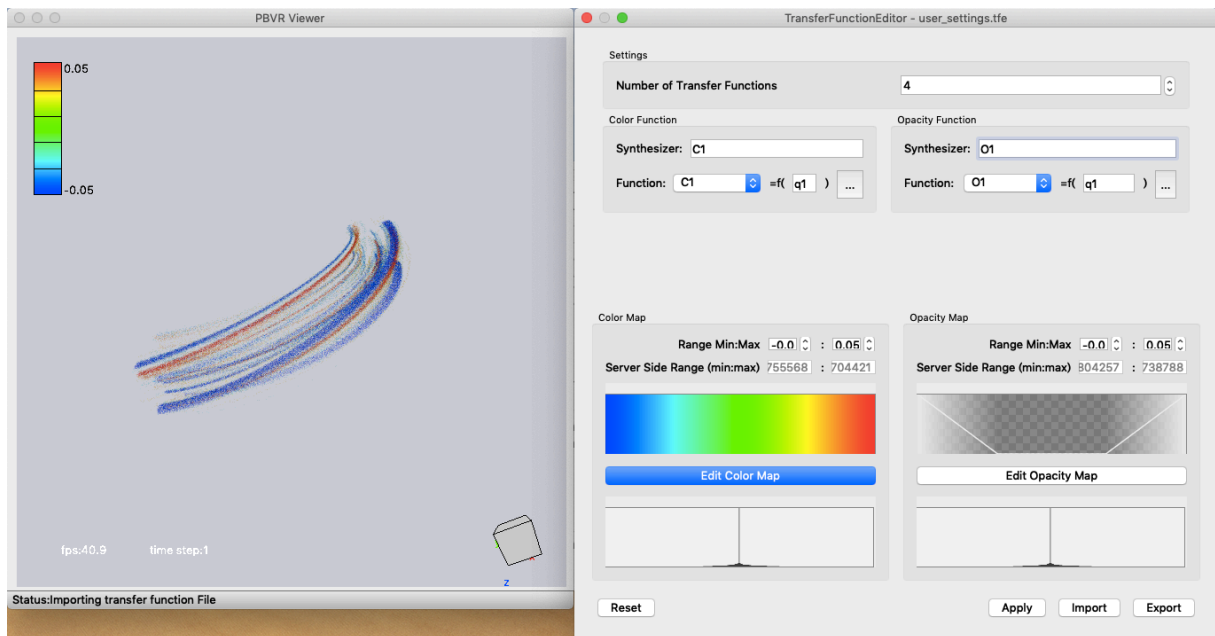 PBVR Viewer
0.05
-0.05
fps:40.9 time step:1
Z
Status:Importing transfer function File
TransferFunctionEditor - user_settings.tfe
Settings
Number of Transfer Functions 4
Color Function
Synthesizer: C1
Function: C1 =f( q1 ) ...
Opacity Function
Synthesizer: O1
Function: O1 =f( q1 ) ...
Color Map
Range Min:Max -0.0 : 0.05
Server Side Range (min:max) 755568 : 704421
Edit Color Map
Opacity Map
Range Min:Max -0.0 : 0.05
Server Side Range (min:max) 804257 : 738788
Edit Opacity Map
Reset
Apply
Import
Export